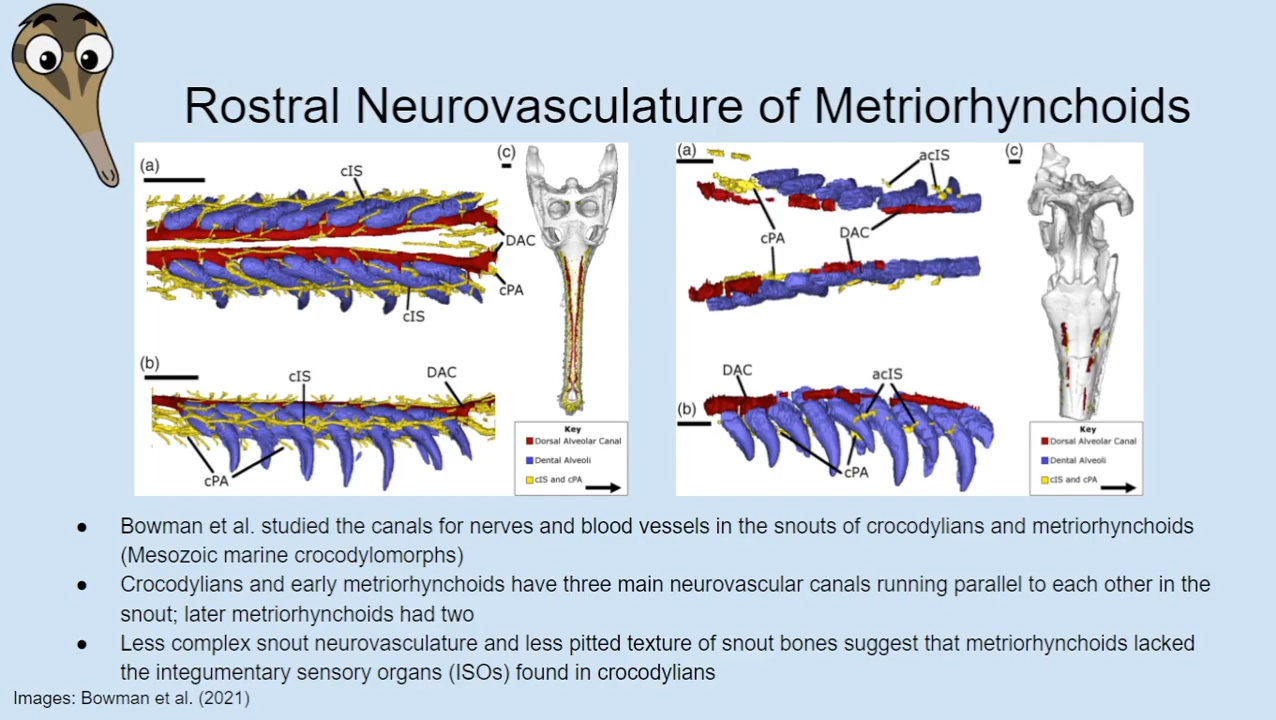 Rostral Neurovasculature of Metriorhynchoids
(a)
cIS
(c)
DAC
cPA
cIS
(b)
cIS
DAC
cPA
Key
Dorsal Alveolar Canal
Dental Alveoli
cIS and cPA
(a)
acIS
(c)
cPA
DAC
DAC
acIS
(b)
cPA
Key
Dorsal Alveolar Canal
Dental Alveoli
cIS and cPA
● Bowman et al. studied the canals for nerves and blood vessels in the snouts of crocodylians and metriorhynchoids
(Mesozoic marine crocodylomorphs)
● Crocodylians and early metriorhynchoids have three main neurovascular canals running parallel to each other in the
snout; later metriorhynchoids had two
● Less complex snout neurovasculature and less pitted texture of snout bones suggest that metriorhynchoids lacked
the integumentary sensory organs (ISOs) found in crocodylians
Images: Bowman et al. (2021)